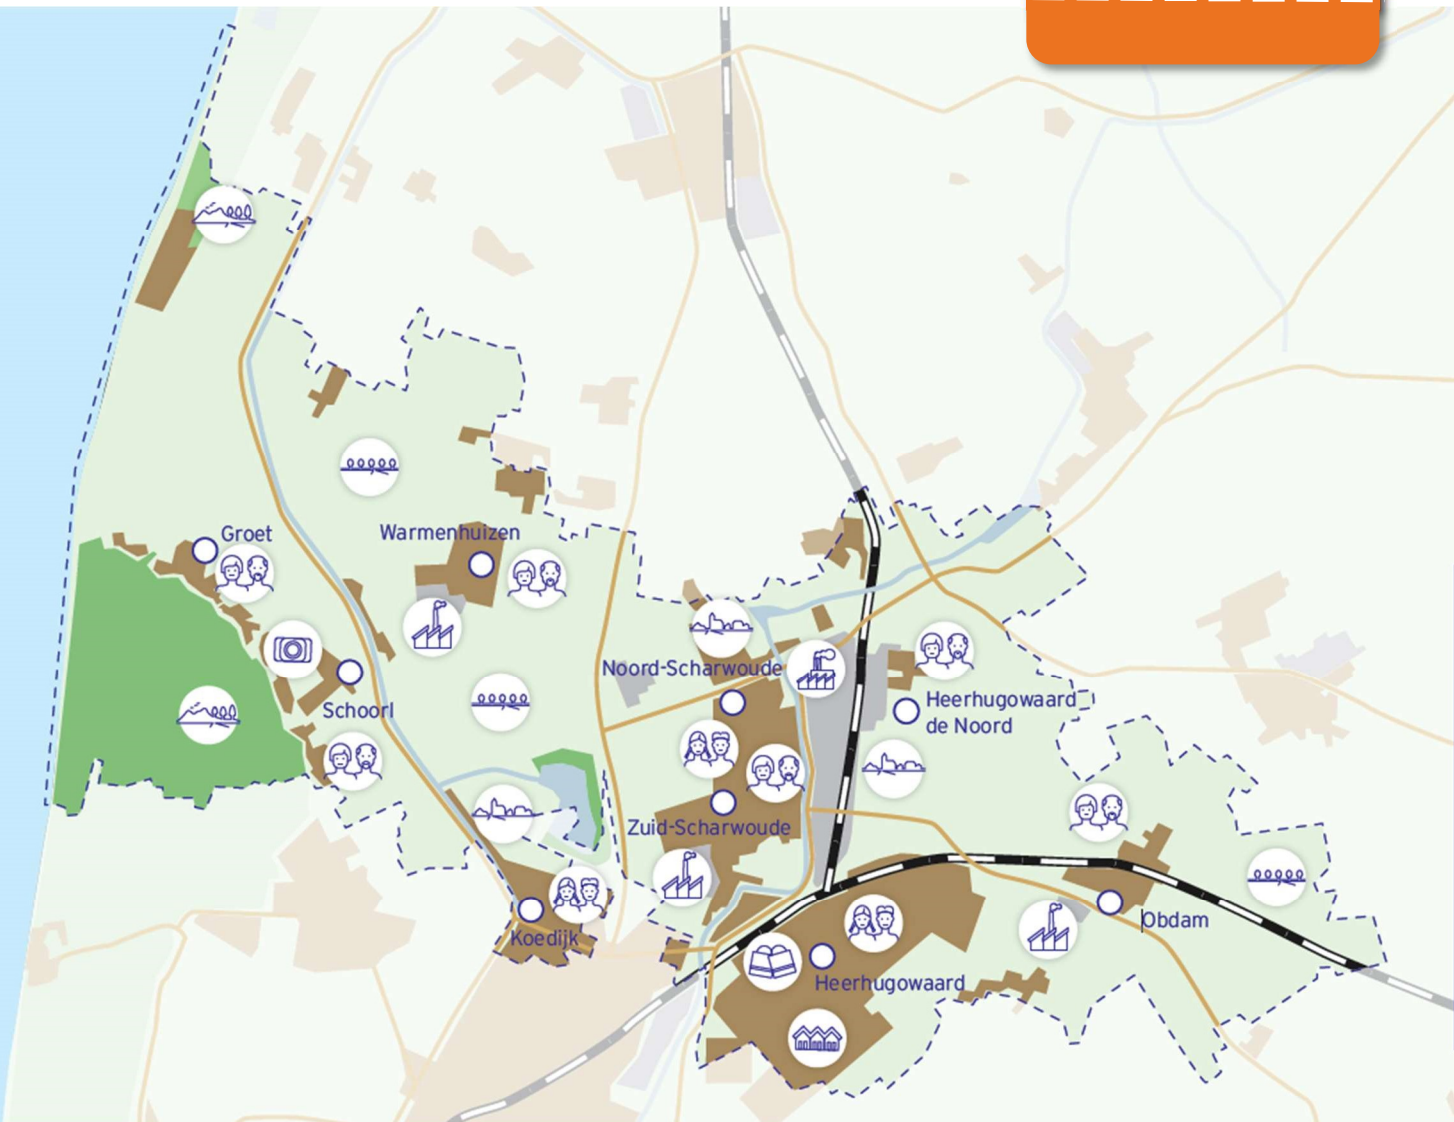 Groet
Warmenhuizen
Noord-Scharwoude
Schoorl
Heerhugowaard
de Noord
Zuid-Scharwoude
Koedijk
Obdam
Heerhugowaard